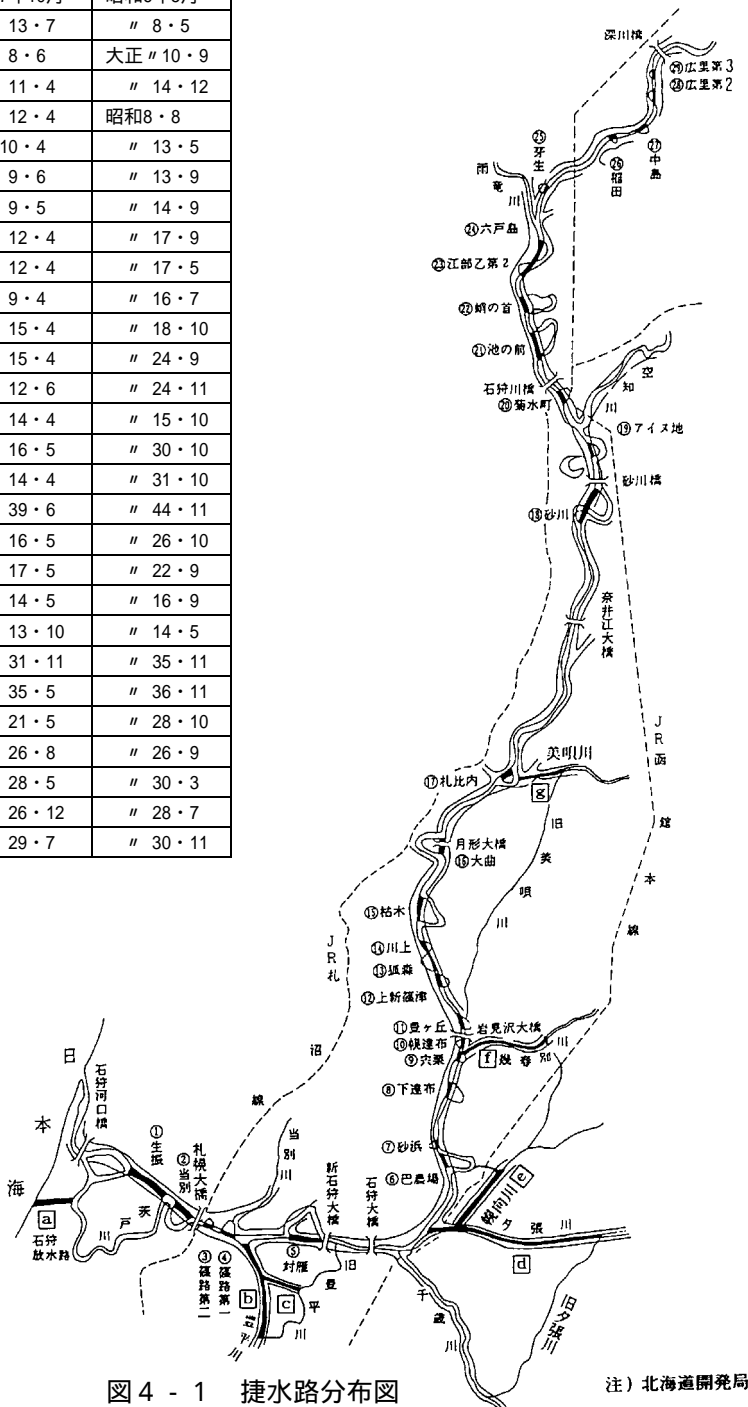 13・7 〃 8・5
8・6 大正〃10・9
11・4 〃 14・12
12・4 昭和8・8
10・4 〃 13・5
9・6 〃 13・9
9・5 〃 14・9
12・4 〃 17・9
12・4 〃 17・5
9・4 〃 16・7
15・4 〃 18・10
15・4 〃 24・9
12・6 〃 24・11
14・4 〃 15・10
16・5 〃 30・10
14・4 〃 31・10
39・6 〃 44・11
16・5 〃 26・10
17・5 〃 22・9
14・5 〃 16・9
13・10 〃 14・5
31・11 〃 35・11
35・5 〃 36・11
21・5 〃 28・10
26・8 〃 26・9
28・5 〃 30・3
26・12 〃 28・7
29・7 〃 30・11
深川橋
㉙広里第3
㉘広里第2
㉗中島
㉖稲田
㉕芽生
雨竜川
㉔六戸島
㉓江部乙第2
㉒蛸の首
㉑池の前
石狩川橋
⑳菊水町
空知川
⑲アイヌ地
砂川橋
⑱砂川
奈井江大橋
JR函館本線
美唄川
⑰札比内
g
旧美唄川
月形大橋
⑯大曲
⑮枯木
⑭川上
⑬狐森
⑫上新篠津
JR札沼線
⑪豊ヶ丘
岩見沢大橋
⑩幌達布
⑨穴粟
f 幾春別川
⑧下達布
⑦砂浜
⑥巴農場
幌向川 e
夕張川
d
旧夕張川
千歳川
日本海
石狩河口橋
①生振
②当別
札幌大橋
当別川
新石狩大橋
石狩大橋
a
石狩放水路
茨戸川
③篠路第二
④篠路第一
⑤対雁
b
c
豊平川
旧豊平川
図4-1 捷水路分布図
注)北海道開発局